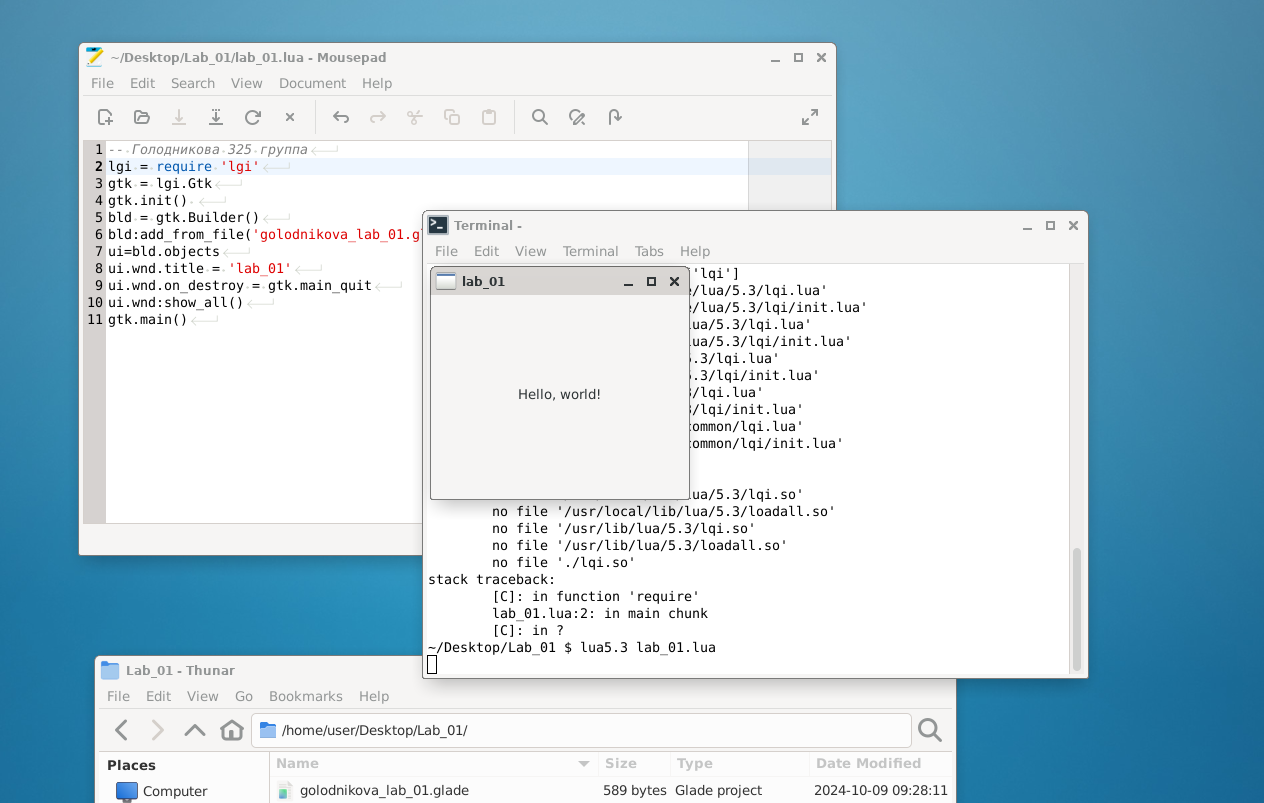 ~/Desktop/Lab_01/lab_01.lua - Mousepad
File Edit Search View Document Help
1 -- Голодникова 325 группа
2 lgi = require 'lgi'
3 gtk = lgi.Gtk
4 gtk.init()
5 bld = gtk.Builder()
6 bld:add_from_file('golodnikova_lab_01.g
7 ui=bld.objects
8 ui.wnd.title = 'lab_01'
9 ui.wnd.on_destroy = gtk.main_quit
10 ui.wnd:show_all()
11 gtk.main()
Terminal -
File Edit View Terminal Tabs Help
'lqi']
/lua/5.3/lqi.lua'
/lua/5.3/lqi/init.lua'
ua/5.3/lqi.lua'
ua/5.3/lqi/init.lua'
.3/lqi.lua'
.3/lqi/init.lua'
/lqi.lua'
/lqi/init.lua'
common/lqi.lua'
common/lqi/init.lua'
ua/5.3/lqi.so'
no file '/usr/local/lib/lua/5.3/loadall.so'
no file '/usr/lib/lua/5.3/lqi.so'
no file '/usr/lib/lua/5.3/loadall.so'
no file './lqi.so'
stack traceback:
[C]: in function 'require'
lab_01.lua:2: in main chunk
[C]: in ?
~/Desktop/Lab_01 $ lua5.3 lab_01.lua
lab_01
Hello, world!
Lab_01 - Thunar
File Edit View Go Bookmarks Help
/home/user/Desktop/Lab_01/
Places
Computer
Name Size Type Date Modified
golodnikova_lab_01.glade 589 bytes Glade project 2024-10-09 09:28:11